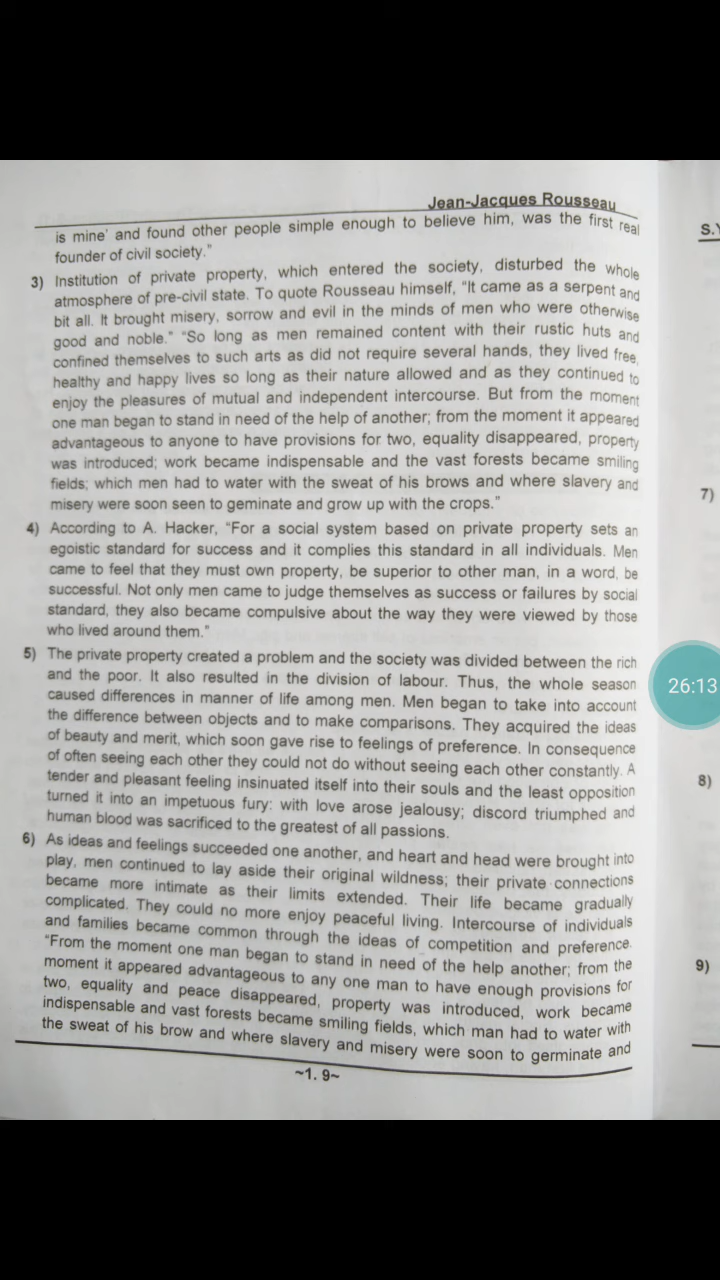 Jean-Jacques Rousseau
is mine' and found other people simple enough to believe him, was the first real
founder of civil society."
3) Institution of private property, which entered the society, disturbed the whole
atmosphere of pre-civil state. To quote Rousseau himself, "It came as a serpent and
bit all. It brought misery, sorrow and evil in the minds of men who were otherwise
good and noble." "So long as men remained content with their rustic huts and
confined themselves to such arts as did not require several hands, they lived free,
healthy and happy lives so long as their nature allowed and as they continued to
enjoy the pleasures of mutual and independent intercourse. But from the moment
one man began to stand in need of the help of another; from the moment it appeared
advantageous to anyone to have provisions for two, equality disappeared, property
was introduced; work became indispensable and the vast forests became smiling
fields; which men had to water with the sweat of his brows and where slavery and
misery were soon seen to geminate and grow up with the crops."
4) According to A. Hacker, "For a social system based on private property sets an
egoistic standard for success and it complies this standard in all individuals. Men
came to feel that they must own property, be superior to other man, in a word, be
successful. Not only men came to judge themselves as success or failures by social
standard, they also became compulsive about the way they were viewed by those
who lived around them."
5) The private property created a problem and the society was divided between the rich
and the poor. It also resulted in the division of labour. Thus, the whole season
caused differences in manner of life among men. Men began to take into account
the difference between objects and to make comparisons. They acquired the ideas
of beauty and merit, which soon gave rise to feelings of preference. In consequence
of often seeing each other they could not do without seeing each other constantly. A
tender and pleasant feeling insinuated itself into their souls and the least opposition
turned it into an impetuous fury: with love arose jealousy; discord triumphed and
human blood was sacrificed to the greatest of all passions.
6) As ideas and feelings succeeded one another, and heart and head were brought into
play, men continued to lay aside their original wildness; their private connections
became more intimate as their limits extended. Their life became gradually
complicated. They could no more enjoy peaceful living. Intercourse of individuals
and families became common through the ideas of competition and preference.
"From the moment one man began to stand in need of the help another; from the
moment it appeared advantageous to any one man to have enough provisions for
two, equality and peace disappeared, property was introduced, work became
indispensable and vast forests became smiling fields, which man had to water with
the sweat of his brow and where slavery and misery were soon to germinate and
~1. 9~
S.Y
7)
26:13
8)
9)